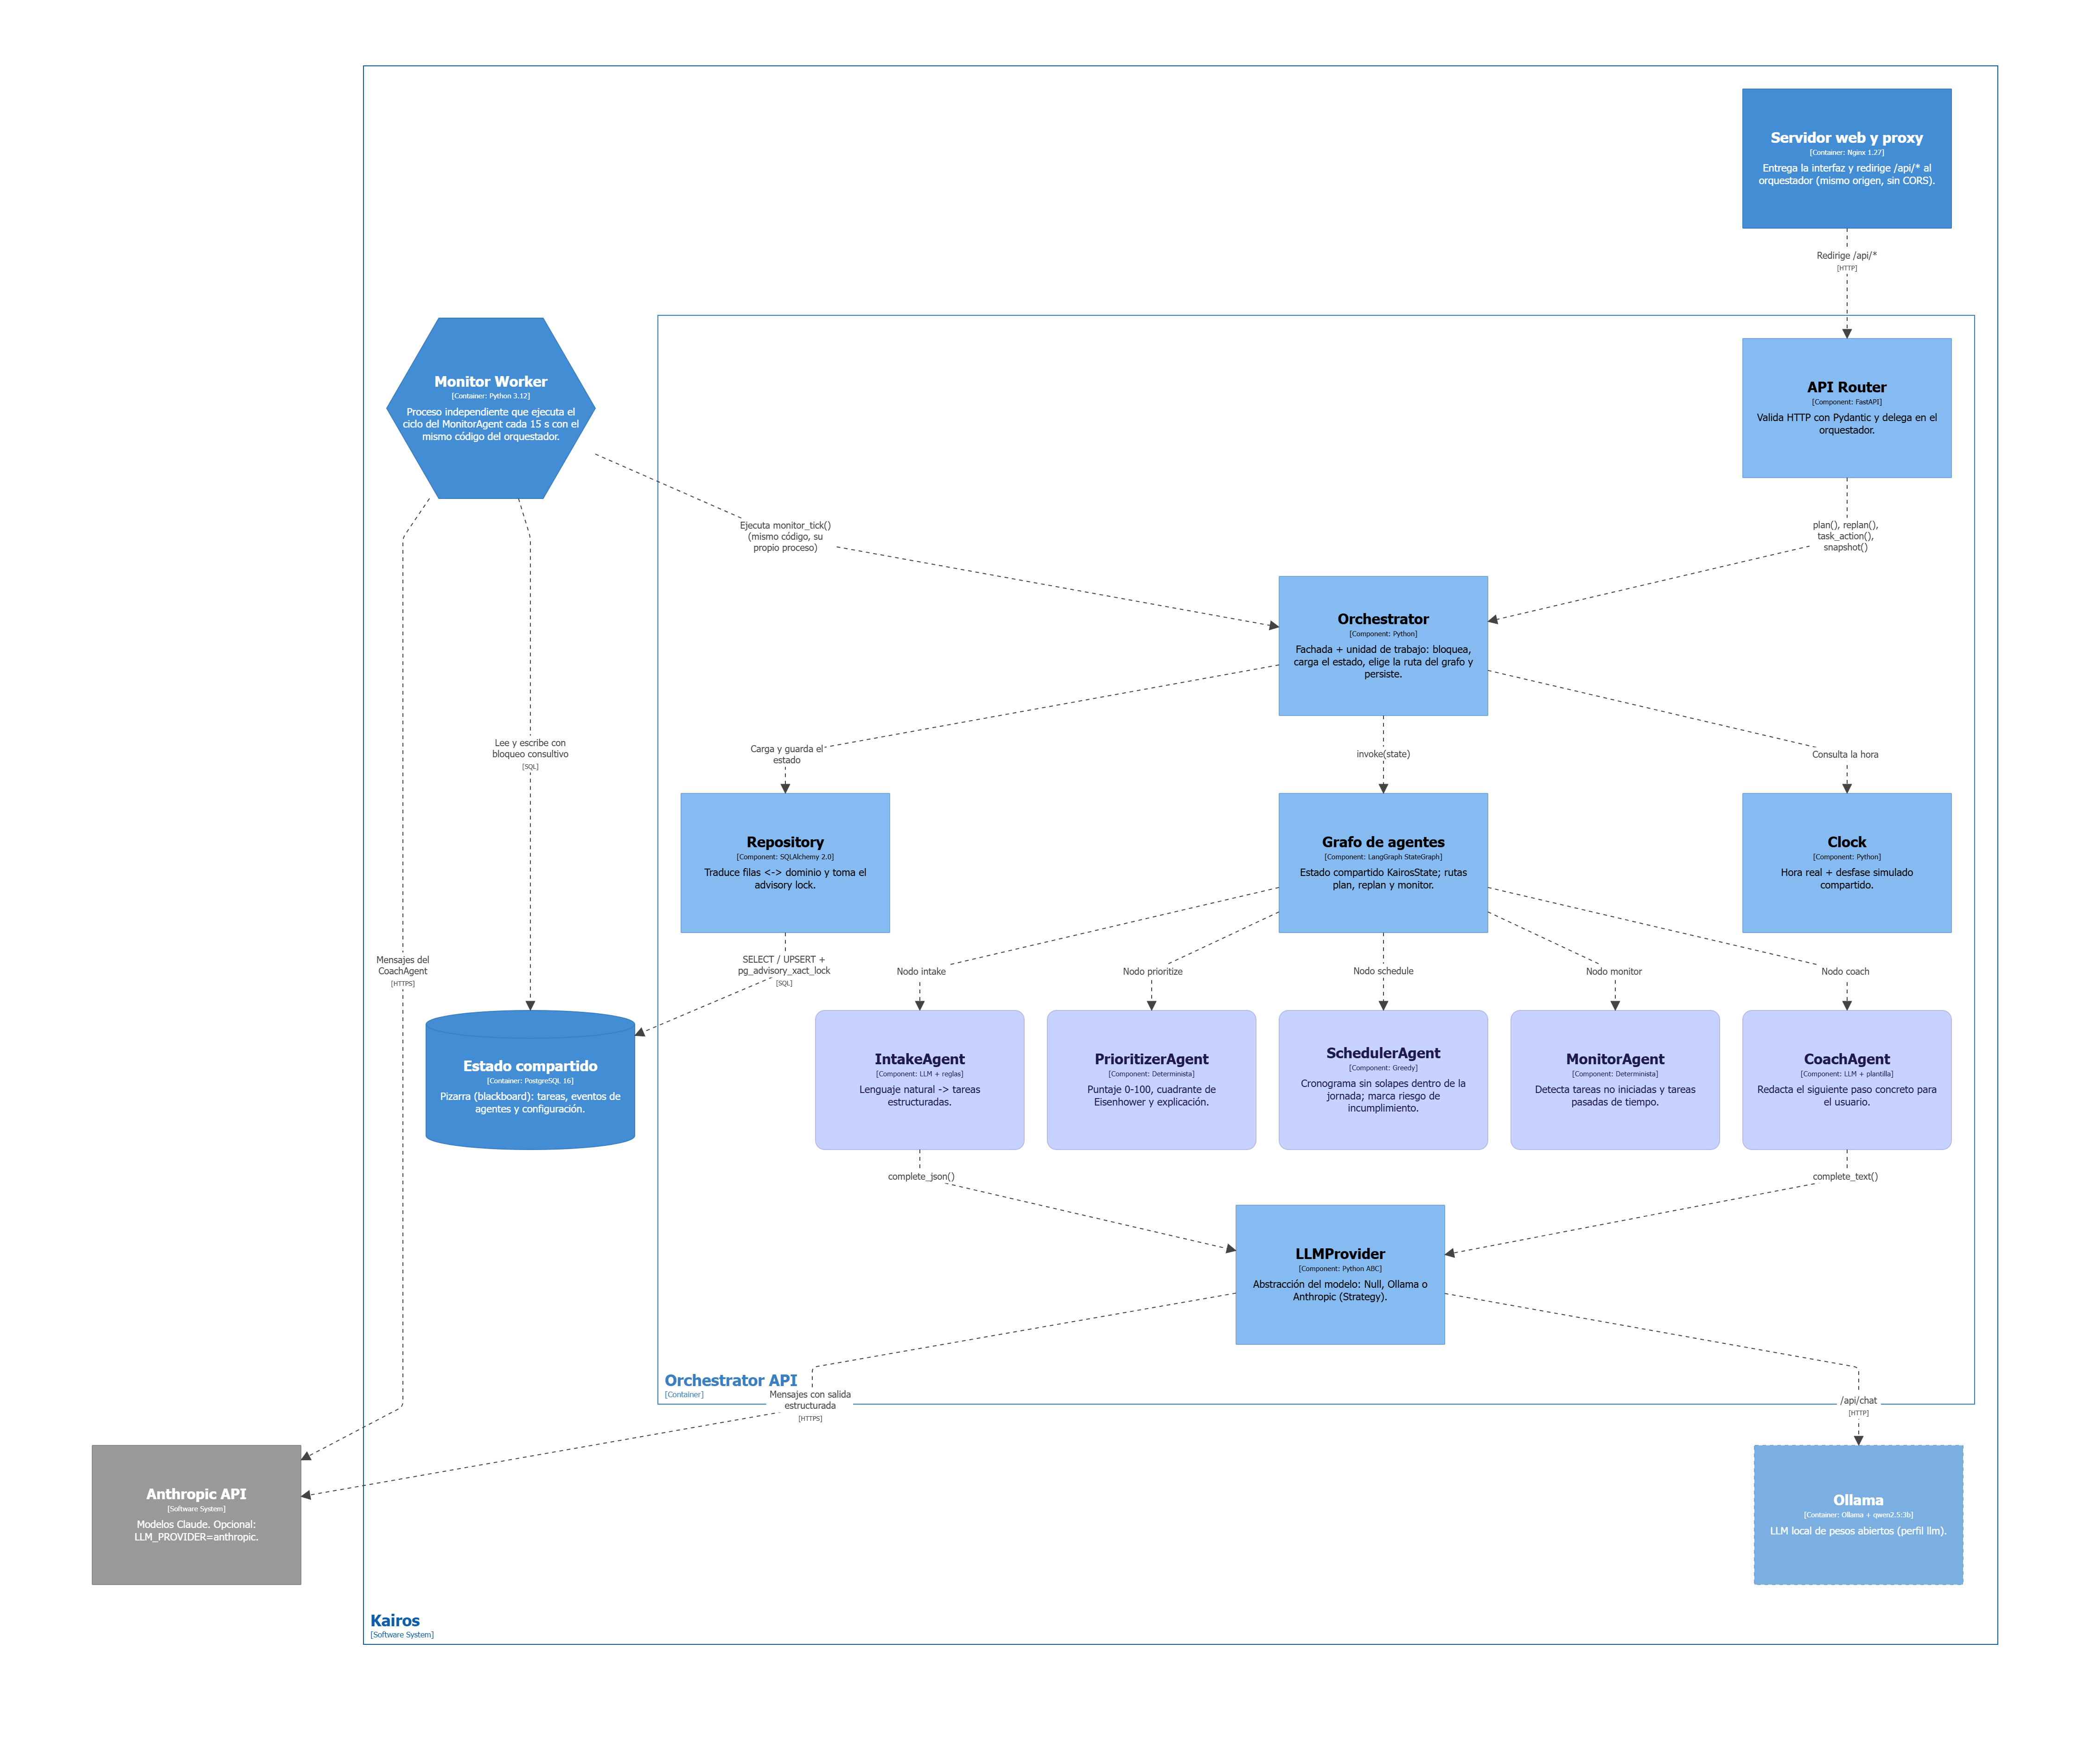 Servidor web y proxy
[Container: Nginx 1.27]
Entrega la interfaz y redirige /api/* al
orquestador (mismo origen, sin CORS).
Redirige /api/*
[HTTP]
Monitor Worker
[Container: Python 3.12]
Proceso independiente que ejecuta el
ciclo del MonitorAgent cada 15 s con el
mismo código del orquestador.
API Router
[Component: FastAPI]
Valida HTTP con Pydantic y delega en el
orquestador.
Ejecuta monitor_tick()
(mismo código, su
propio proceso)
plan(), replan(),
task_action(),
snapshot()
Orchestrator
[Component: Python]
Fachada + unidad de trabajo: bloquea,
carga el estado, elige la ruta del grafo y
persiste.
Lee y escribe con
bloqueo consultivo
[SQL]
Carga y guarda el
estado
invoke(state)
Consulta la hora
Repository
[Component: SQLAlchemy 2.0]
Traduce filas <-> dominio y toma el
advisory lock.
Grafo de agentes
[Component: LangGraph StateGraph]
Estado compartido KairosState; rutas
plan, replan y monitor.
Clock
[Component: Python]
Hora real + desfase simulado
compartido.
Mensajes del
CoachAgent
[HTTPS]
SELECT / UPSERT +
pg_advisory_xact_lock
[SQL]
Nodo intake
Nodo prioritize
Nodo schedule
Nodo monitor
Nodo coach
Estado compartido
[Container: PostgreSQL 16]
Pizarra (blackboard): tareas, eventos de
agentes y configuración.
IntakeAgent
[Component: LLM + reglas]
Lenguaje natural -> tareas
estructuradas.
PrioritizerAgent
[Component: Determinista]
Puntaje 0-100, cuadrante de
Eisenhower y explicación.
SchedulerAgent
[Component: Greedy]
Cronograma sin solapes dentro de la
jornada; marca riesgo de
incumplimiento.
MonitorAgent
[Component: Determinista]
Detecta tareas no iniciadas y tareas
pasadas de tiempo.
CoachAgent
[Component: LLM + plantilla]
Redacta el siguiente paso concreto para
el usuario.
complete_json()
complete_text()
LLMProvider
[Component: Python ABC]
Abstracción del modelo: Null, Ollama o
Anthropic (Strategy).
Orchestrator API
[Container]
Mensajes con salida
estructurada
[HTTPS]
/api/chat
[HTTP]
Anthropic API
[Software System]
Modelos Claude. Opcional:
LLM_PROVIDER=anthropic.
Ollama
[Container: Ollama + qwen2.5:3b]
LLM local de pesos abiertos (perfil llm).
Kairos
[Software System]